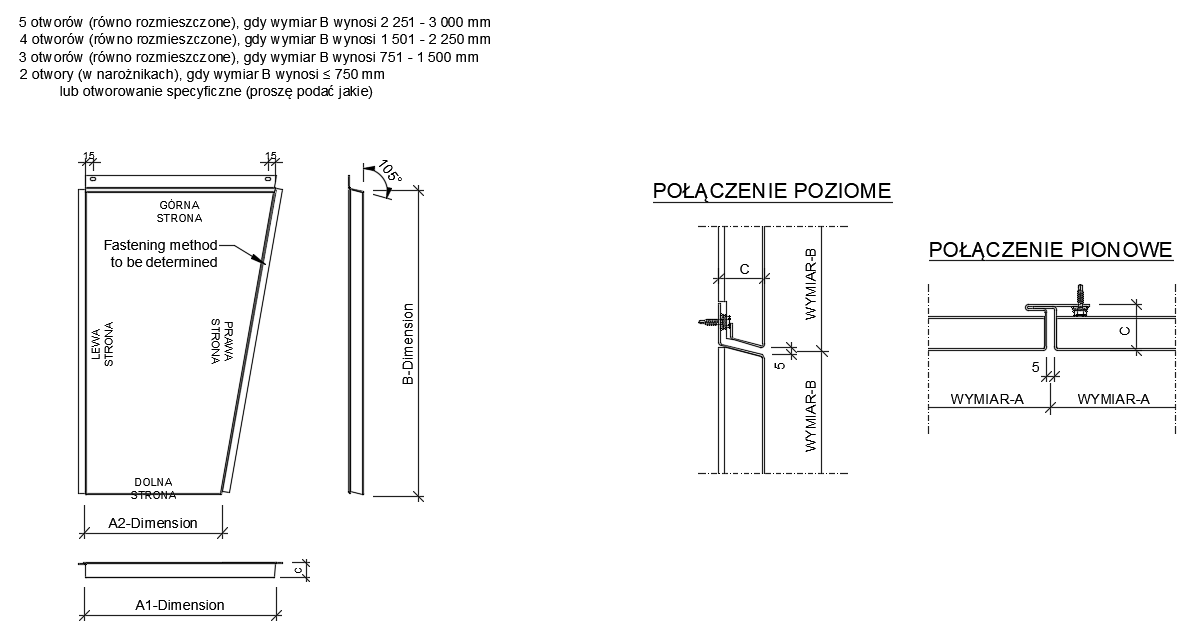 5 otworów (równo rozmieszczone), gdy wymiar B wynosi 2 251 - 3 000 mm
4 otworów (równo rozmieszczone), gdy wymiar B wynosi 1 501 - 2 250 mm
3 otworów (równo rozmieszczone), gdy wymiar B wynosi 751 - 1 500 mm
2 otwory (w narożnikach), gdy wymiar B wynosi ≤ 750 mm
lub otworowanie specyficzne (proszę podać jakie)
15
15
105°
GÓRNA
STRONA
Fastening method
to be determined
LEWA
STRONA
PRAWA
STRONA
B-Dimension
DOLNA
STRONA
A2-Dimension
C
A1-Dimension
POŁĄCZENIE POZIOME
C
WYMIAR-B
5
WYMIAR-B
POŁĄCZENIE PIONOWE
C
5
WYMIAR-A
WYMIAR-A